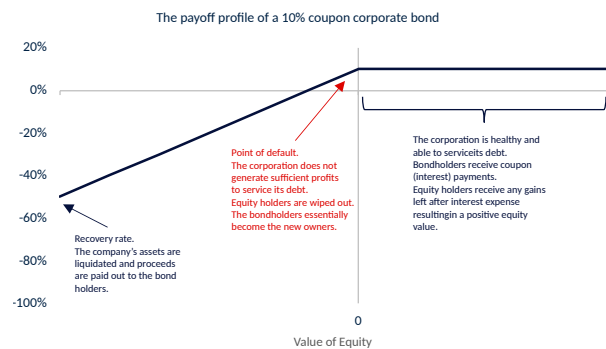 The payoff profile of a 10% coupon corporate bond
20%
0%
-20%
-40%
-60%
-80%
-100%
Point of default.
The corporation does not
generate sufficient profits
to service its debt.
Equity holders are wiped out.
The bondholders essentially
become the new owners.
The corporation is healthy and
able to serviceits debt.
Bondholders receive coupon
(interest) payments.
Equity holders receive any gains
left after interest expense
resultingin a positive equity
value.
Recovery rate.
The company's assets are
liquidated and proceeds
are paid out to the bond
holders.
0
Value of Equity